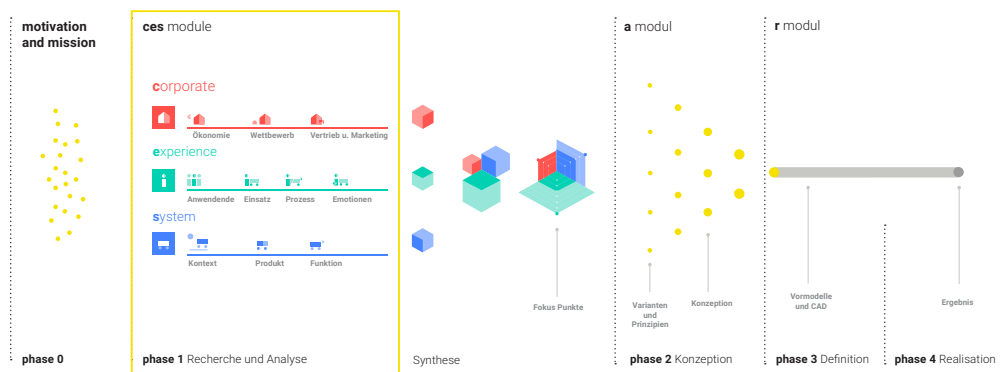 motivation
and mission
ces module
a modul
r modul
corporate
Ökonomie
Wettbewerb
Vertrieb u. Marketing
experience
Anwendende
Einsatz
Prozess
Emotionen
system
Kontext
Produkt
Funktion
Fokus Punkte
Varianten
und
Prinzipien
Konzeption
Vormodelle
und CAD
Ergebnis
phase 0
phase 1 Recherche und Analyse
Synthese
phase 2 Konzeption
phase 3 Definition
phase 4 Realisation